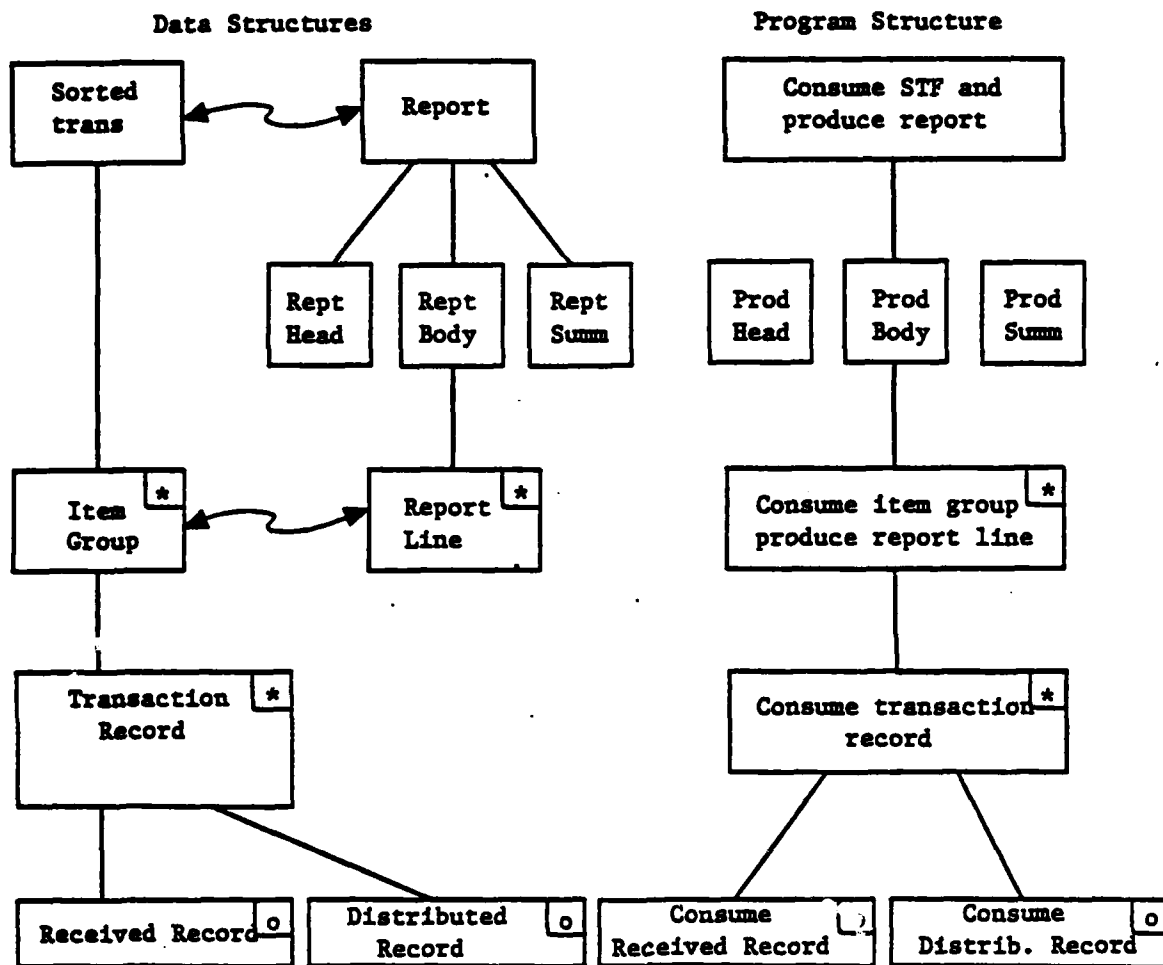 Data Structures
Program Structure
Sorted
trans
Report
Consume STF and
produce report
Rept
Head
Rept
Body
Rept
Summ
Prod
Head
Prod
Body
Prod
Summ
Item
Group
*
Report
Line
*
Consume item group
produce report line
*
Transaction
Record
*
Consume transaction
record
*
Received Record
o
Distributed
Record
o
Consume
Received Record
Consume
Distrib. Record
o